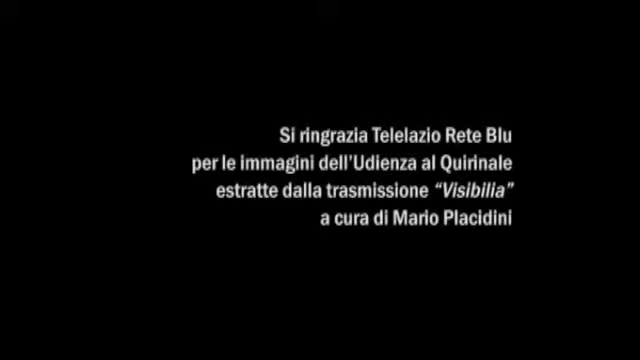 Si ringrazia Telelazio Rete Blu
per le immagini dell'Udienza al Quirinale
estratte dalla trasmissione “Visibilia”
a cura di Mario Placidini